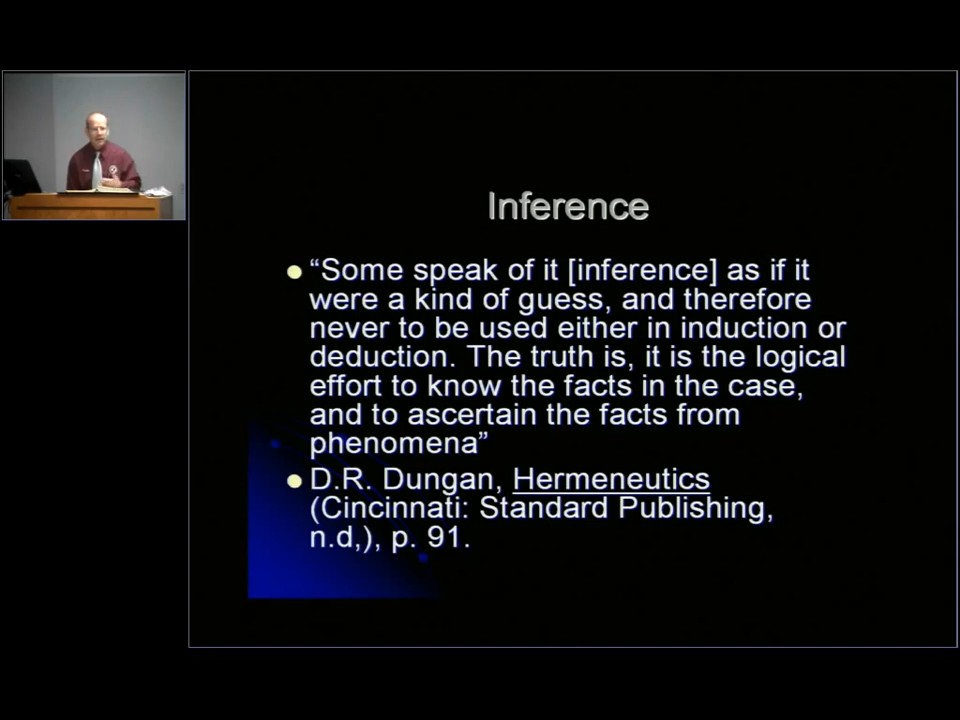 Inference
“Some speak of it [inference] as if it
were a kind of guess, and therefore
never to be used either in induction or
deduction. The truth is, it is the logical
effort to know the facts in the case,
and to ascertain the facts from
phenomena”
D.R. Dungan, Hermeneutics
(Cincinnati: Standard Publishing,
n.d,), p. 91.